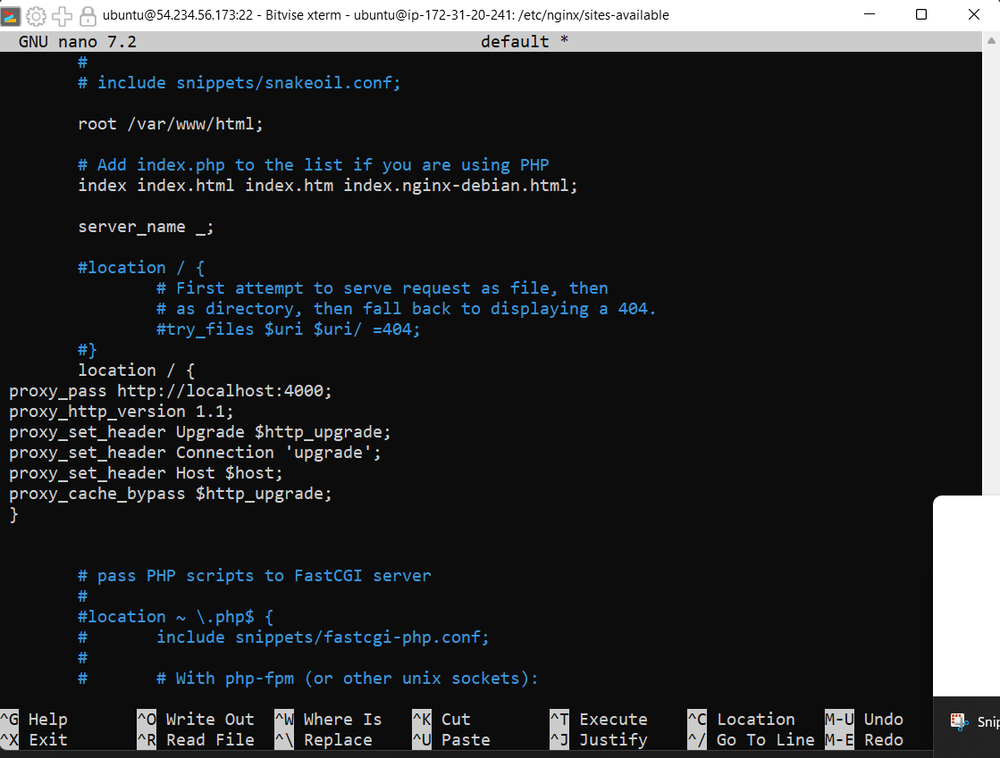 ubuntu@54.234.56.173:22 - Bitvise xterm - ubuntu@ip-172-31-20-241: /etc/nginx/sites-available
GNU nano 7.2 default *
#
# include snippets/snakeoil.conf;
root /var/www/html;
# Add index.php to the list if you are using PHP
index index.html index.htm index.nginx-debian.html;
server_name _;
#location / {
# First attempt to serve request as file, then
# as directory, then fall back to displaying a 404.
#try_files $uri $uri/ =404;
#}
location / {
proxy_pass http://localhost:4000;
proxy_http_version 1.1;
proxy_set_header Upgrade $http_upgrade;
proxy_set_header Connection 'upgrade';
proxy_set_header Host $host;
proxy_cache_bypass $http_upgrade;
}
# pass PHP scripts to FastCGI server
#
#location ~ \.php$ {
# include snippets/fastcgi-php.conf;
#
# # With php-fpm (or other unix sockets):
^G Help ^O Write Out ^W Where Is ^K Cut ^T Execute ^C Location M-U Undo
^X Exit ^R Read File ^\ Replace ^U Paste ^J Justify ^/ Go To Line M-E Redo
Snip